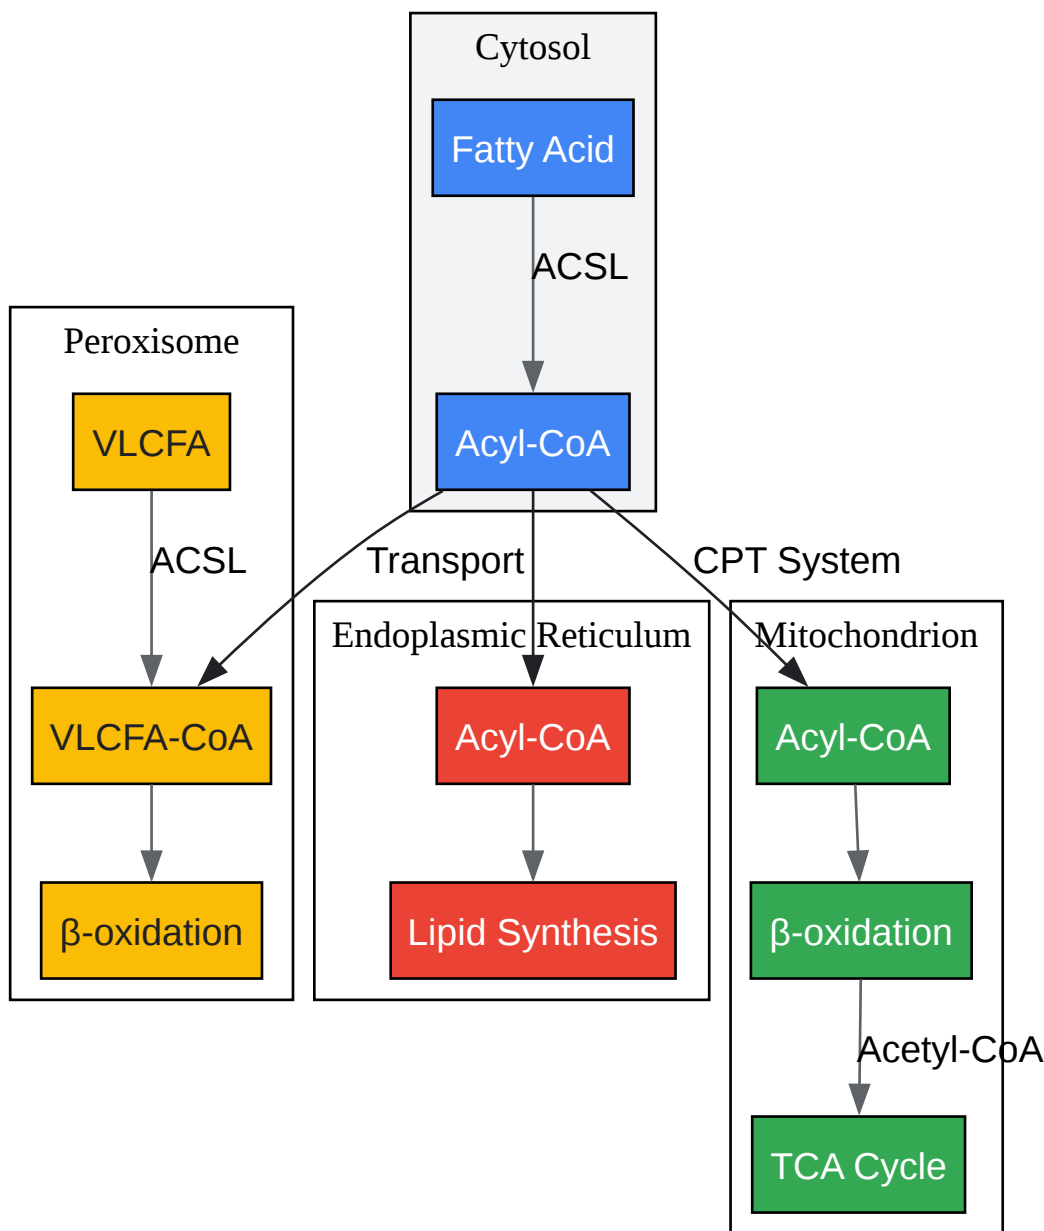 Cytosol
Fatty Acid
ACSL
Peroxisome
VLCFA
Acyl-CoA
ACSL
Transport
CPT System
Endoplasmic Reticulum
Mitochondrion
VLCFA-CoA
Acyl-CoA
Acyl-CoA
β-oxidation
Lipid Synthesis
β-oxidation
Acetyl-CoA
TCA Cycle